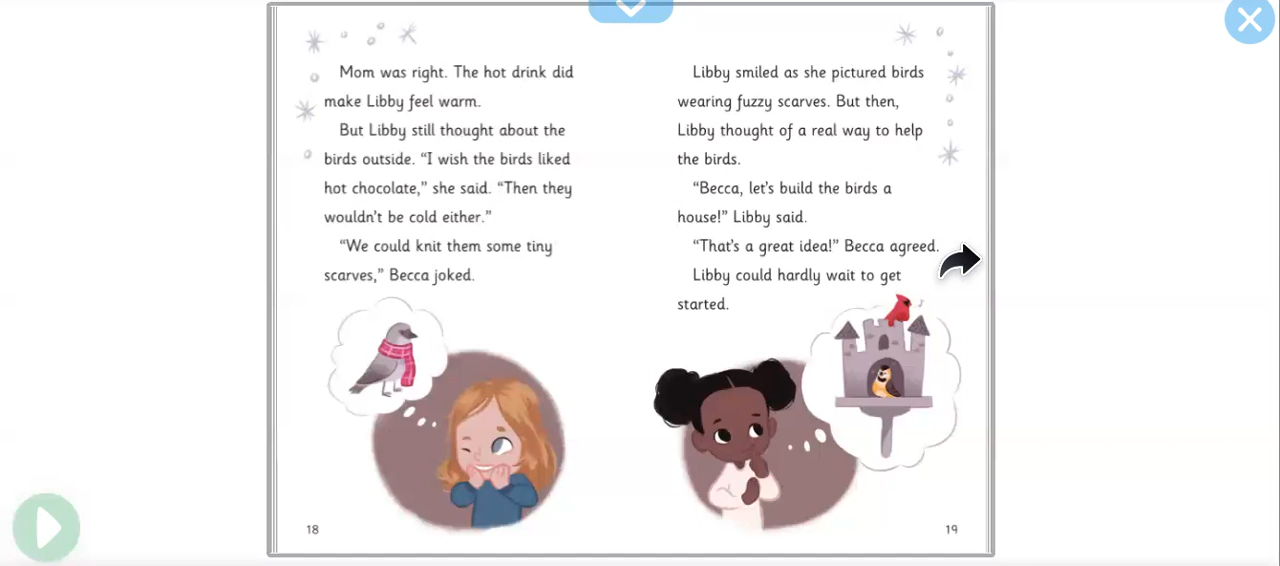 Mom was right. The hot drink did
make Libby feel warm.
But Libby still thought about the
birds outside. “I wish the birds liked
hot chocolate,” she said. “Then they
wouldn’t be cold either.”
“We could knit them some tiny
scarves,” Becca joked.
18
Libby smiled as she pictured birds
wearing fuzzy scarves. But then,
Libby thought of a real way to help
the birds.
“Becca, let’s build the birds a
house!” Libby said.
“That’s a great idea!” Becca agreed.
Libby could hardly wait to get
started.
19